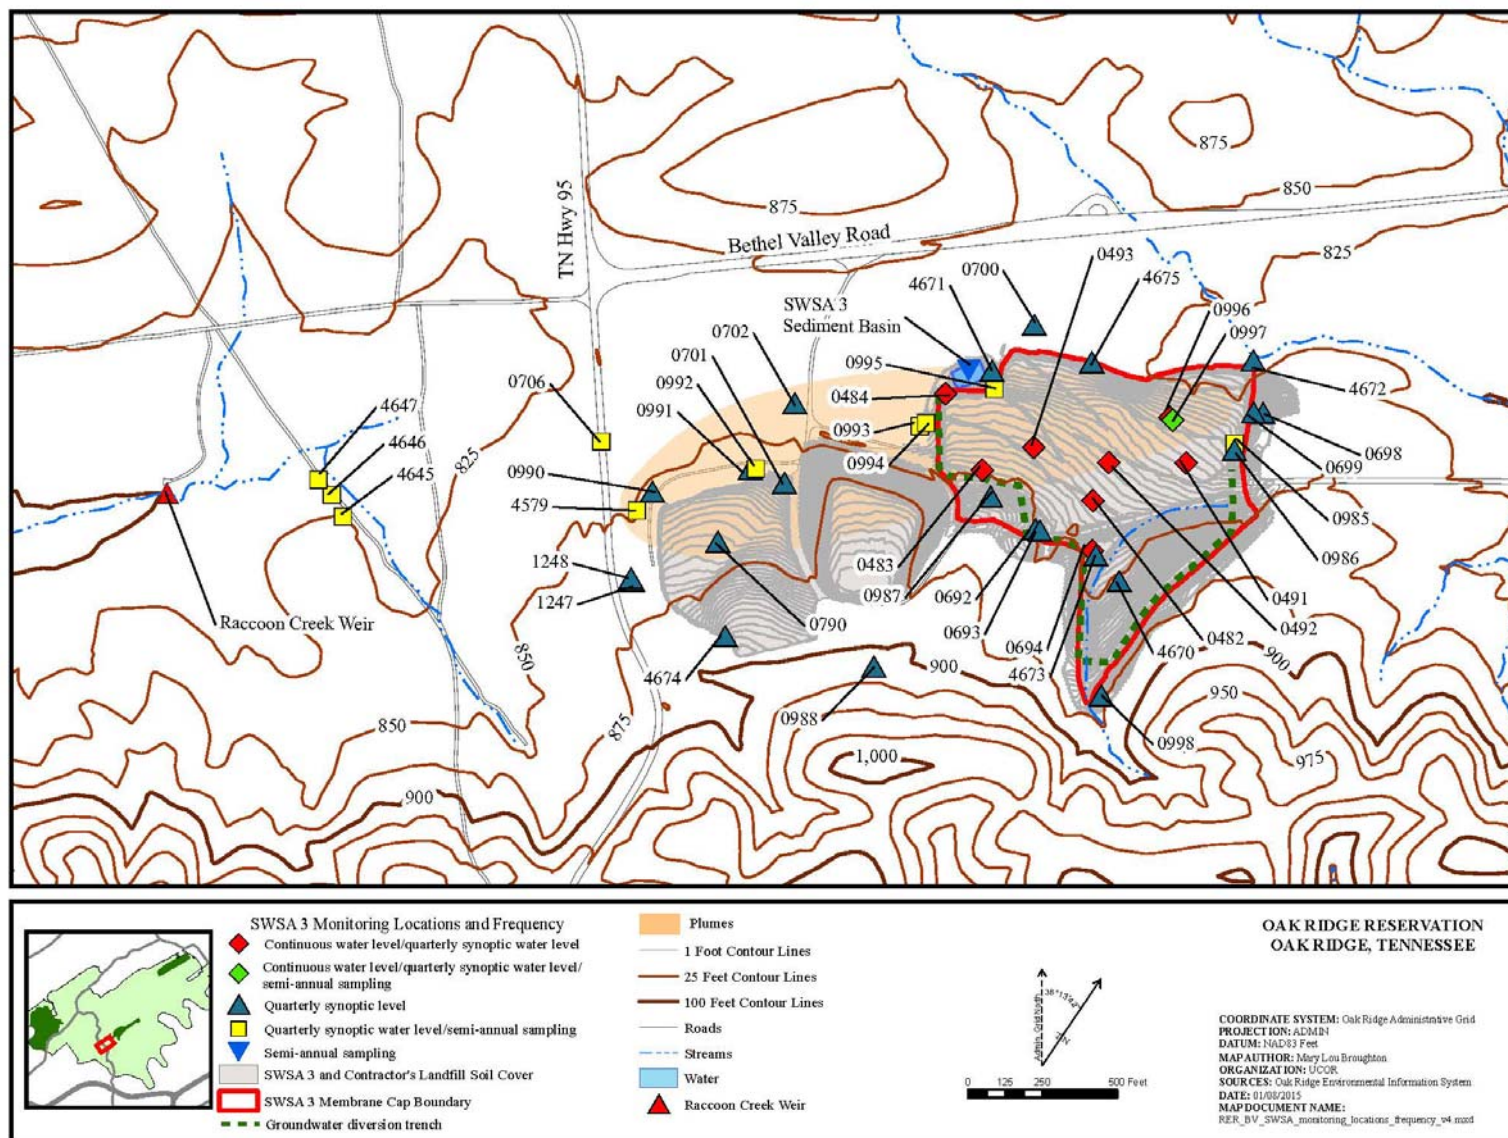 875
875
850
TN Hwy 95
Bethel Valley Road
825
0493
0700
4675
4671
SWSA 3
Sediment Basin
0996
0997
0702
0701
0995
0992
0991
0706
0484
4672
4647
0993
4646
0698
0994
0699
4645
825
0990
4579
0985
0986
1248
0483
1247
0987
0491
0692
0492
Raccoon Creek Weir
0790
0693
0482
0694
4670
850
4673
900
4674
900
950
0988
850
875
0998
1,000
975
900
SWSA 3 Monitoring Locations and Frequency
Continuous water level/quarterly synoptic water level
Continuous water level/quarterly synoptic water level/
semi-annual sampling
Quarterly synoptic level
Quarterly synoptic water level/semi-annual sampling
Semi-annual sampling
SWSA 3 and Contractor's Landfill Soil Cover
SWSA 3 Membrane Cap Boundary
Groundwater diversion trench
Plumes
1 Foot Contour Lines
25 Feet Contour Lines
100 Feet Contour Lines
Roads
Streams
Water
Raccoon Creek Weir
Admin Grid North
36°13'42"
0 125 250 500 Feet
OAK RIDGE RESERVATION
OAK RIDGE, TENNESSEE
COORDINATE SYSTEM: Oak Ridge Administrative Grid
PROJECTION: ADMIN
DATUM: NAD83 Feet
MAP AUTHOR: Mary Lou Broughton
ORGANIZATION: UCOR
SOURCES: Oak Ridge Environmental Information System
DATE: 01/08/2015
MAP DOCUMENT NAME:
RER_BV_SWSA_monitoring_locations_frequency_v4.mxd